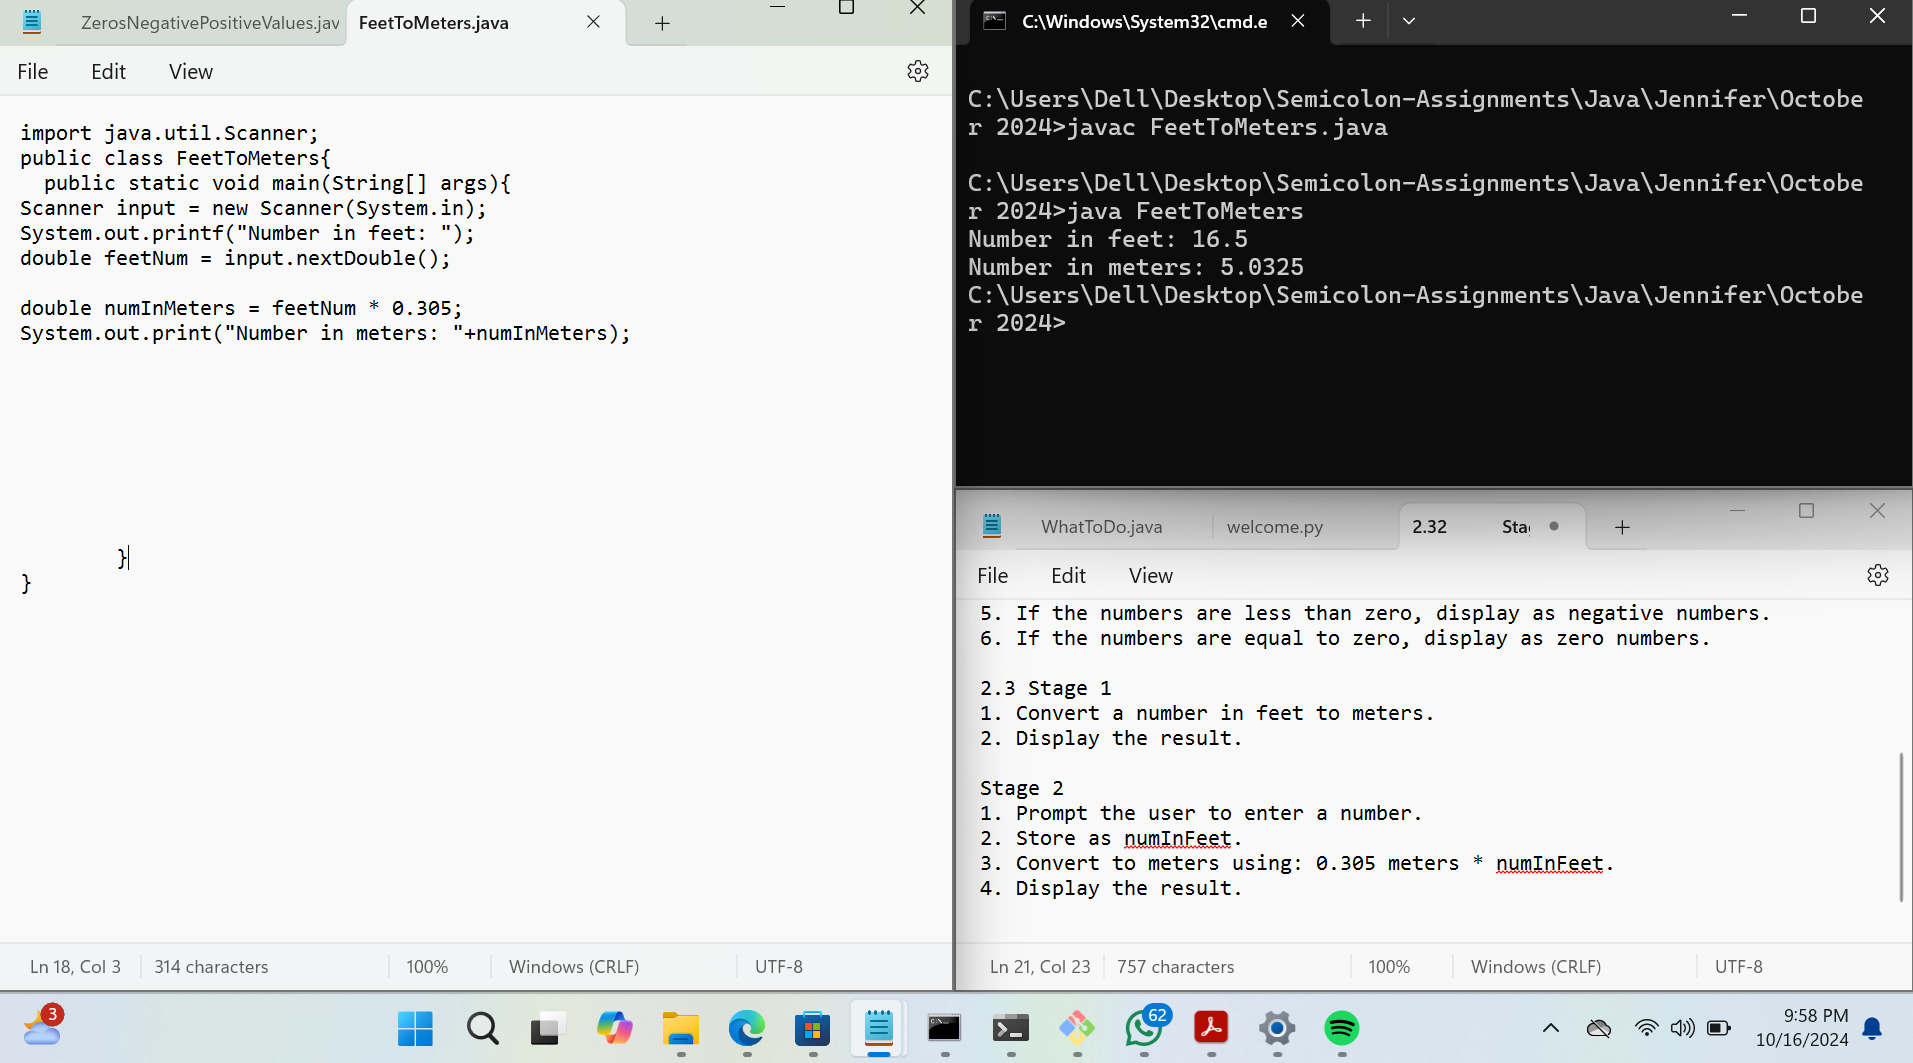 ZerosNegativePositiveValues.jav
FeetToMeters.java
File
Edit
View
import java.util.Scanner;
public class FeetToMeters{
public static void main(String[] args){
Scanner input = new Scanner(System.in);
System.out.printf("Number in feet: ");
double feetNum = input.nextDouble();
double numInMeters = feetNum * 0.305;
System.out.print("Number in meters: "+numInMeters);
}
}
Ln 18, Col 3
314 characters
100%
Windows (CRLF)
UTF-8
C:\Windows\System32\cmd.e
C:\Users\Dell\Desktop\Semicolon-Assignments\Java\Jennifer\Octobe
r 2024>javac FeetToMeters.java
C:\Users\Dell\Desktop\Semicolon-Assignments\Java\Jennifer\Octobe
r 2024>java FeetToMeters
Number in feet: 16.5
Number in meters: 5.0325
C:\Users\Dell\Desktop\Semicolon-Assignments\Java\Jennifer\Octobe
r 2024>
WhatToDo.java
welcome.py
2.32 Sta
File
Edit
View
5. If the numbers are less than zero, display as negative numbers.
6. If the numbers are equal to zero, display as zero numbers.
2.3 Stage 1
1. Convert a number in feet to meters.
2. Display the result.
Stage 2
1. Prompt the user to enter a number.
2. Store as numInFeet.
3. Convert to meters using: 0.305 meters * numInFeet.
4. Display the result.
Ln 21, Col 23
757 characters
100%
Windows (CRLF)
UTF-8
3
62
9:58 PM
10/16/2024